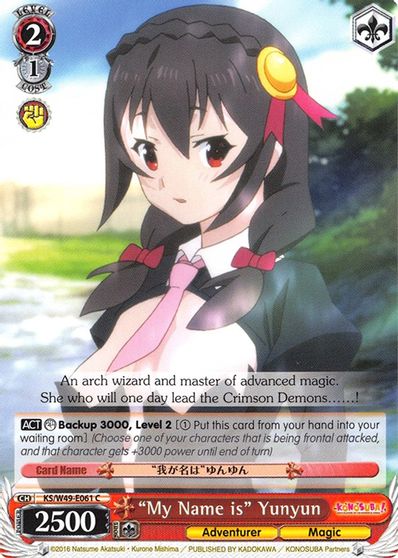 LEVEL
2
1
COST
An arch wizard and master of advanced magic.
She who will one day lead the Crimson Demons……!
ACT Backup 3000, Level 2 [① Put this card from your hand into your
waiting room] (Choose one of your characters that is being frontal attacked,
and that character gets +3000 power until end of turn)
Card Name
“我が名は”ゆんゆん
CH KS/W49-E061 C
“My Name is” Yunyun
KONOSUBA!
POWER
2500
Adventurer
Magic
©2016 Natsume Akatsuki・Kurone Mishima / PUBLISHED BY KADOKAWA / KONOSUBA Partners